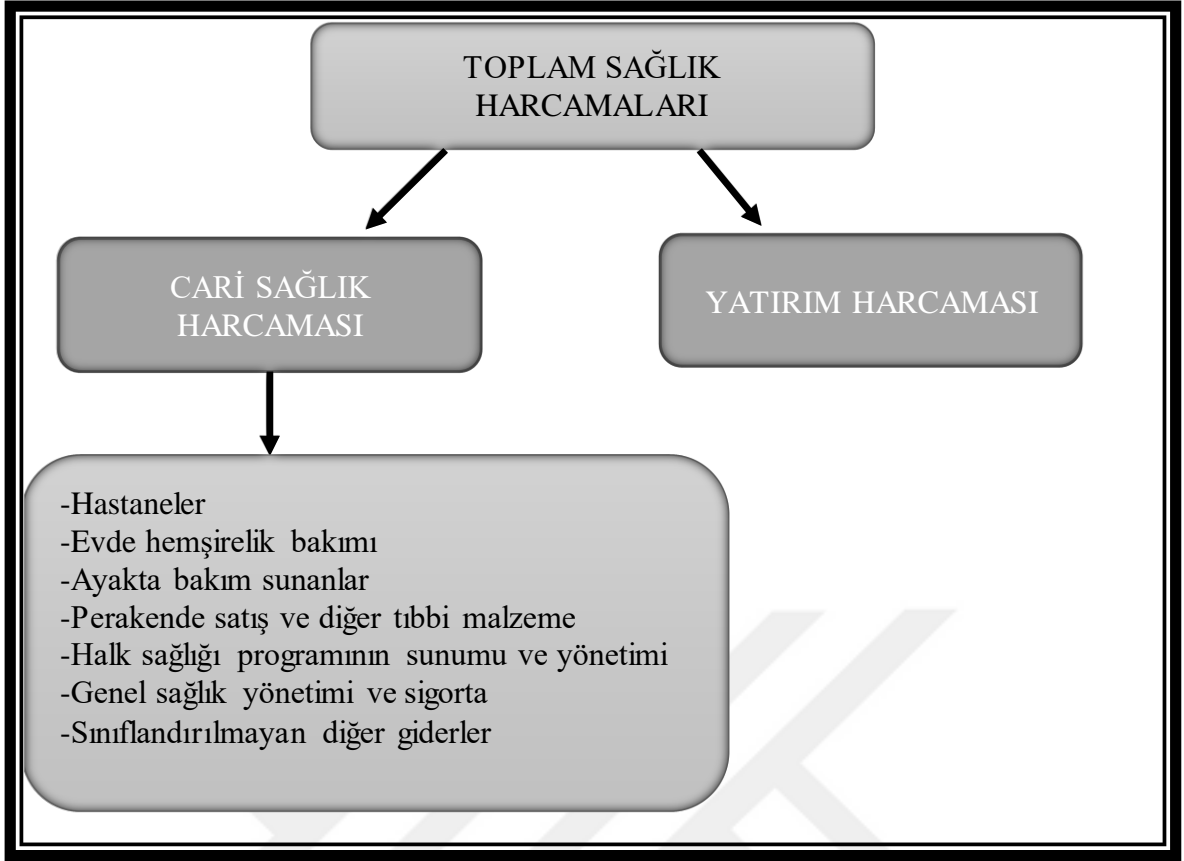 TOPLAM SAĞLIK
HARCAMALARI
CARİ SAĞLIK
HARCAMASI
YATIRIM HARCAMASI
-Hastaneler
-Evde hemşirelik bakımı
-Ayakta bakım sunanlar
-Perakende satış ve diğer tıbbi malzeme
-Halk sağlığı programının sunumu ve yönetimi
-Genel sağlık yönetimi ve sigorta
-Sınıflandırılmayan diğer giderler